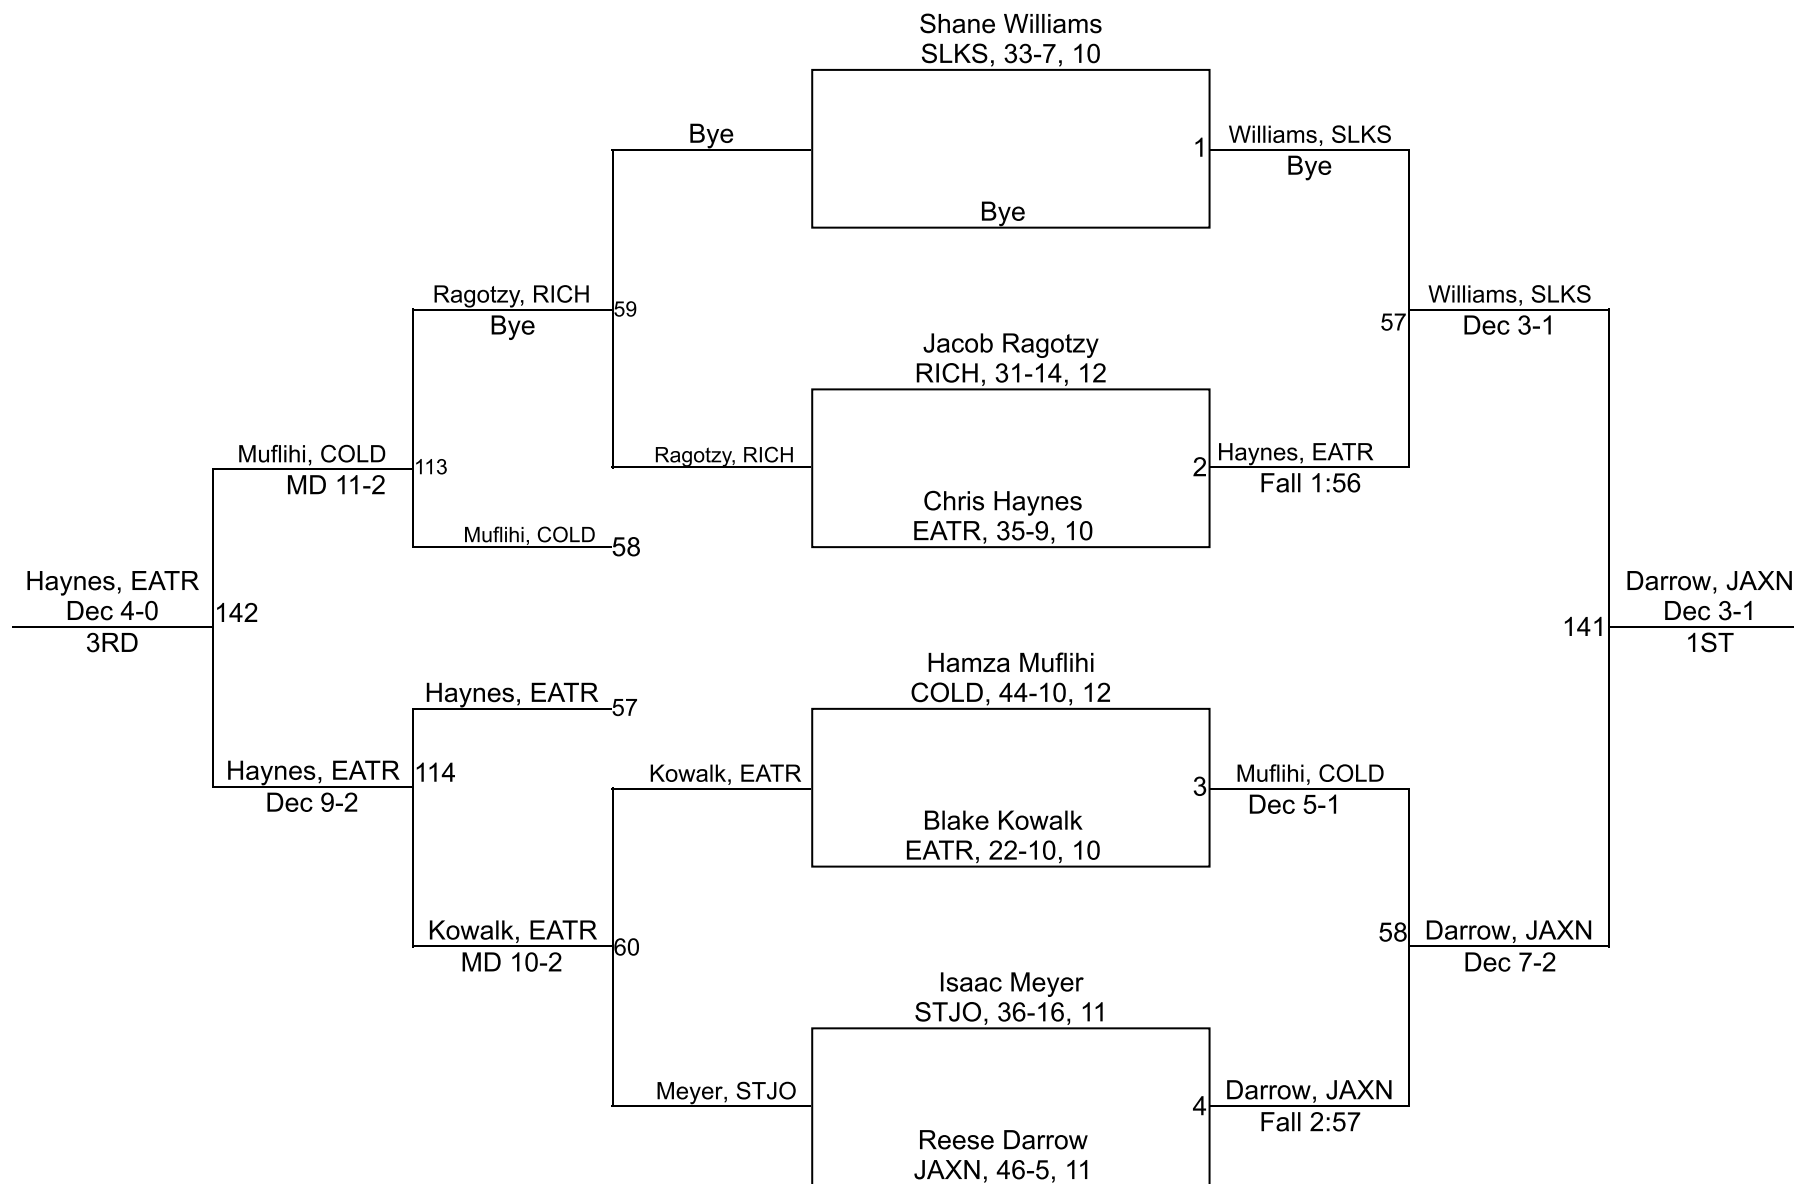 Shane Williams
SLKS, 33-7, 10
Bye
1
Williams, SLKS
Bye
Bye
Ragotzy, RICH
Bye
59
57
Williams, SLKS
Dec 3-1
Jacob Ragotzy
RICH, 31-14, 12
Muflihi, COLD
MD 11-2
113
Ragotzy, RICH
2
Haynes, EATR
Fall 1:56
Chris Haynes
EATR, 35-9, 10
Muflihi, COLD
58
Haynes, EATR
Dec 4-0
3RD
142
141
Darrow, JAXN
Dec 3-1
1ST
Hamza Muflihi
COLD, 44-10, 12
Haynes, EATR
57
Haynes, EATR
Dec 9-2
114
Kowalk, EATR
3
Muflihi, COLD
Dec 5-1
Blake Kowalk
EATR, 22-10, 10
Kowalk, EATR
MD 10-2
60
58
Darrow, JAXN
Dec 7-2
Isaac Meyer
STJO, 36-16, 11
Meyer, STJO
4
Darrow, JAXN
Fall 2:57
Reese Darrow
JAXN, 46-5, 11